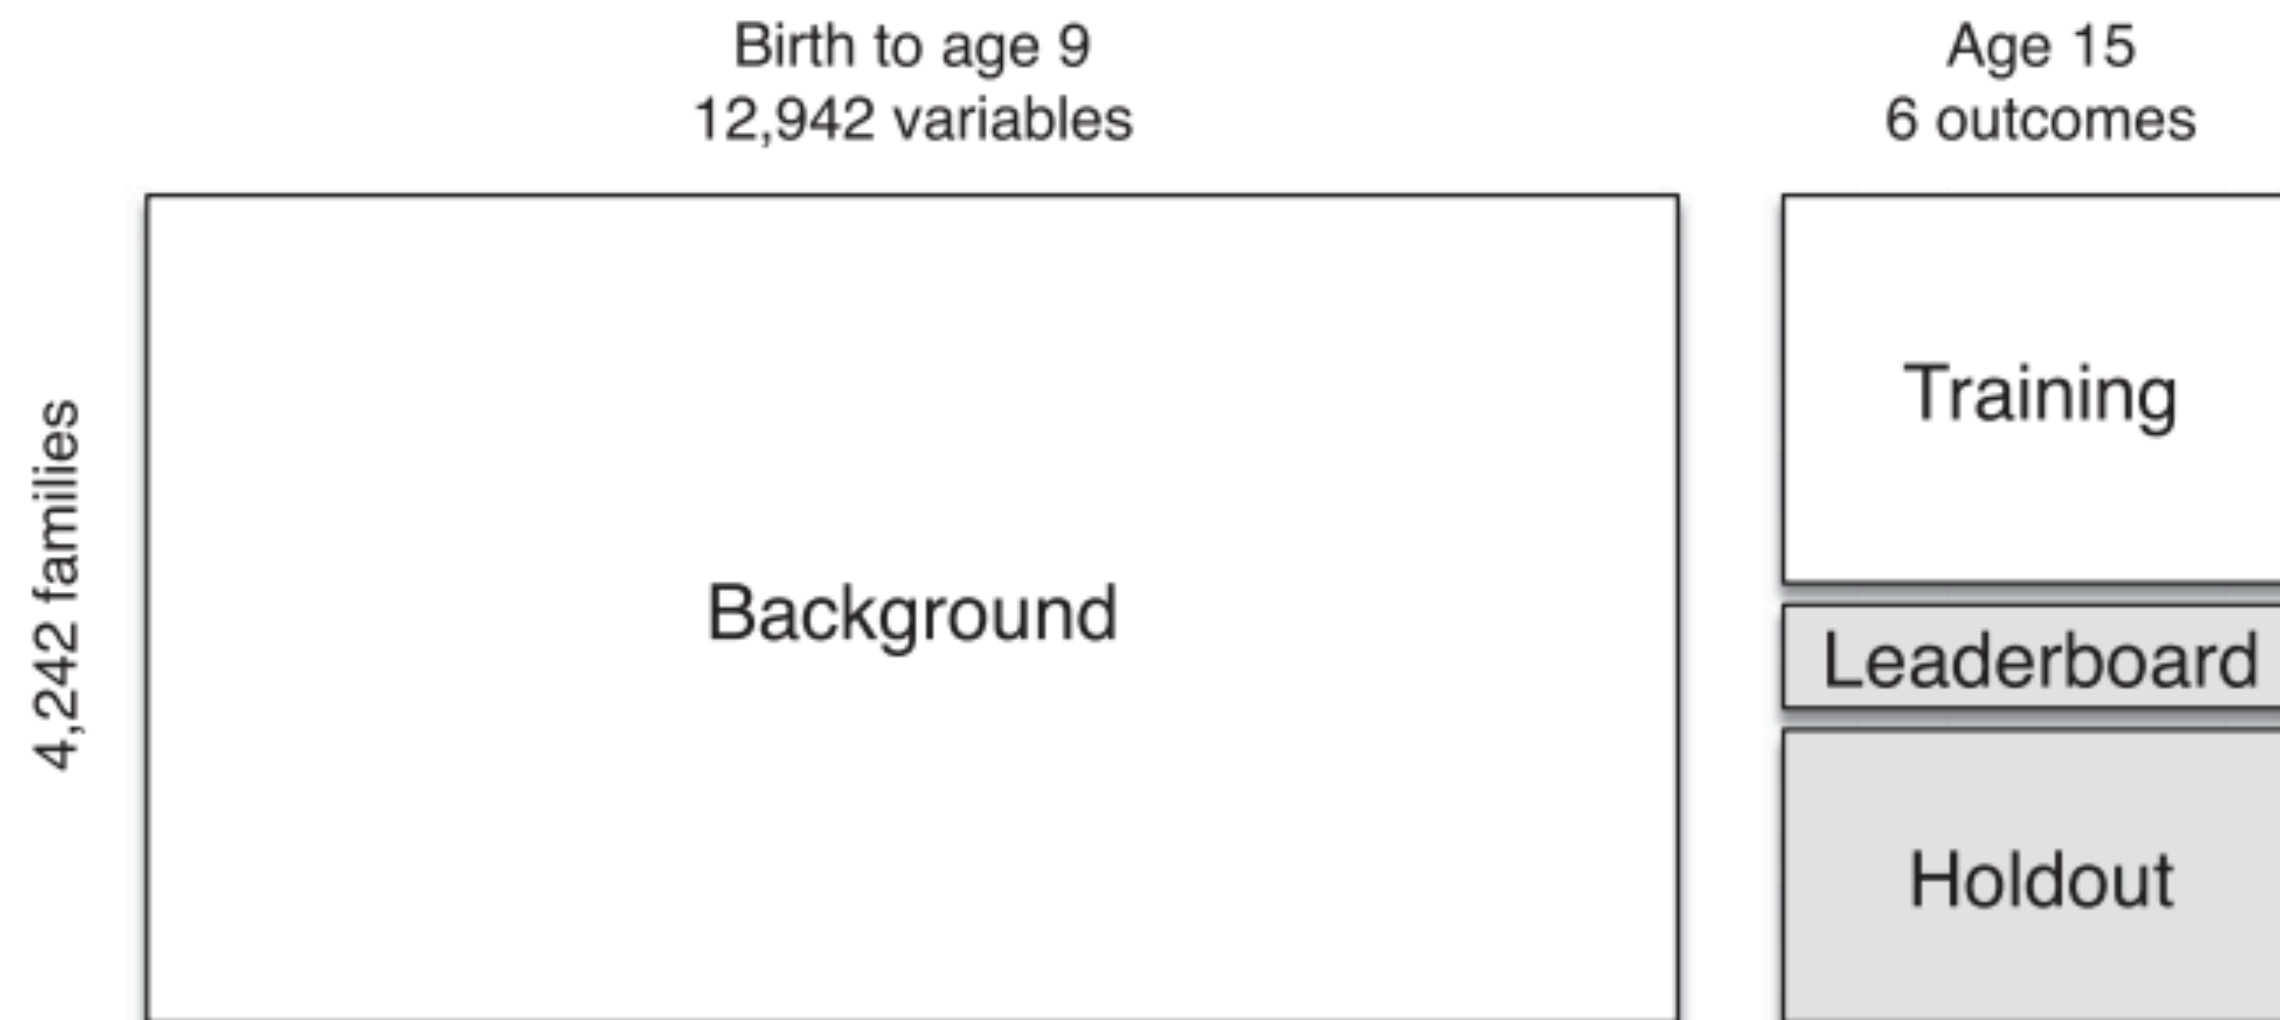 Birth to age 9
12,942 variables
Age 15
6 outcomes
4,242 families
Background
Training
Leaderboard
Holdout